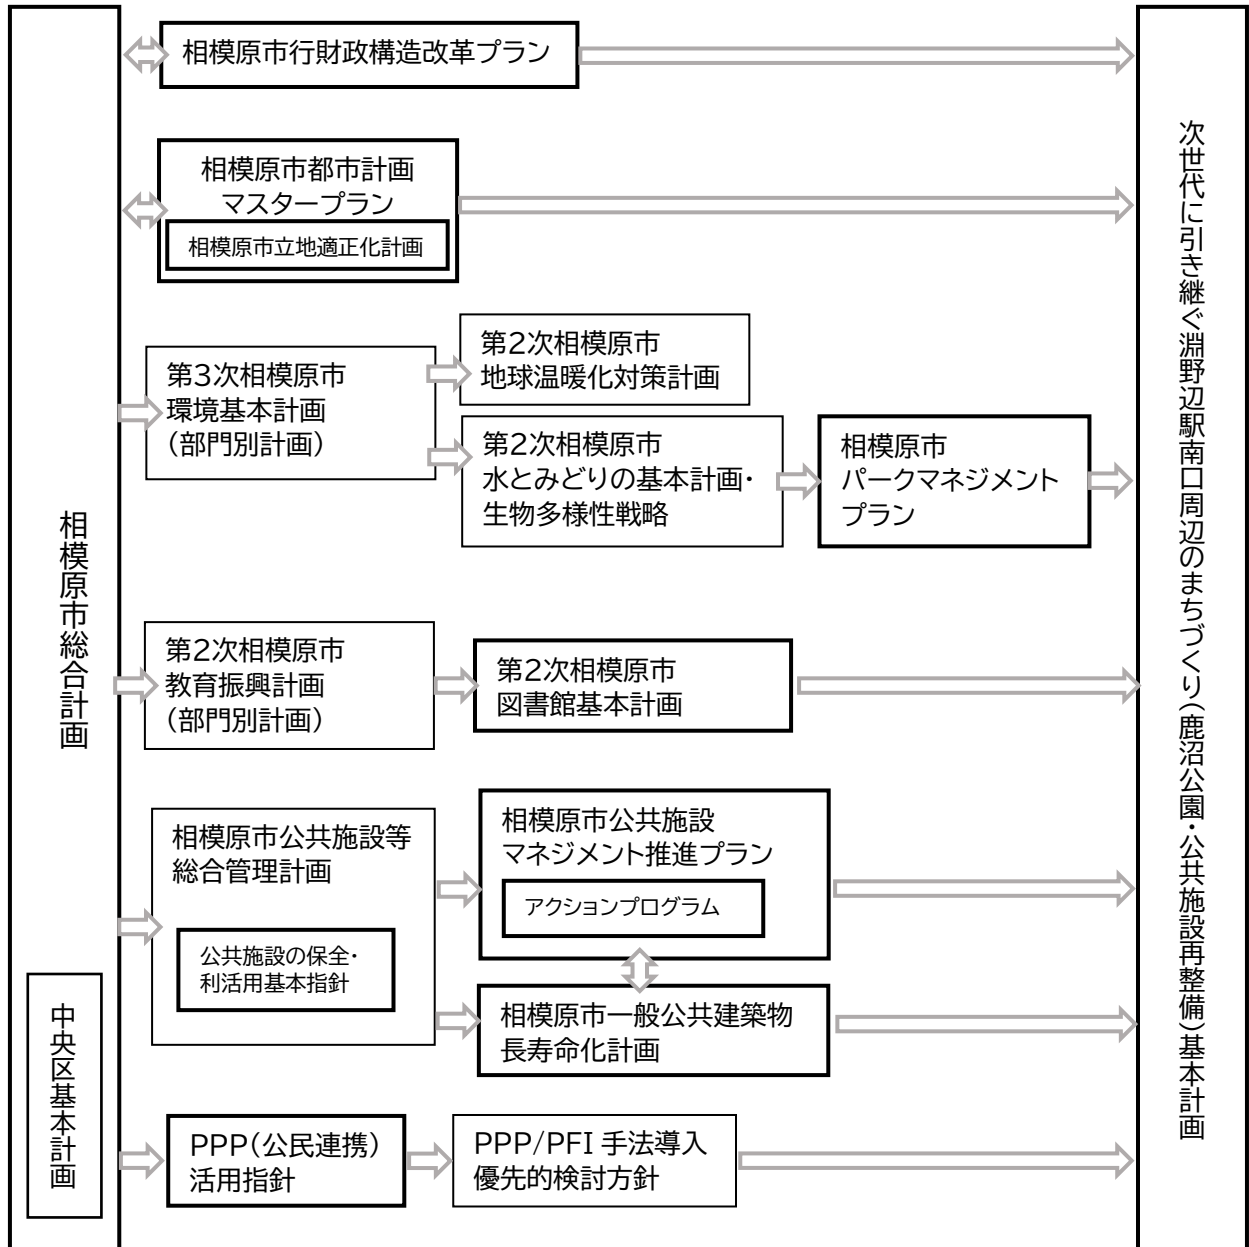 相模原市総合計画
中央区基本計画
相模原市行財政構造改革プラン
相模原市都市計画
マスタープラン
相模原市立地適正化計画
第3次相模原市
環境基本計画
(部門別計画)
第2次相模原市
地球温暖化対策計画
第2次相模原市
水とみどりの基本計画・
生物多様性戦略
相模原市
パークマネジメント
プラン
第2次相模原市
教育振興計画
(部門別計画)
第2次相模原市
図書館基本計画
相模原市公共施設等
総合管理計画
公共施設の保全・
利活用基本指針
相模原市公共施設
マネジメント推進プラン
アクションプログラム
相模原市一般公共建築物
長寿命化計画
PPP(公民連携)
活用指針
PPP/PFI 手法導入
優先的検討方針
次世代に引き継ぐ淵野辺駅南口周辺のまちづくり(鹿沼公園・公共施設再整備)基本計画